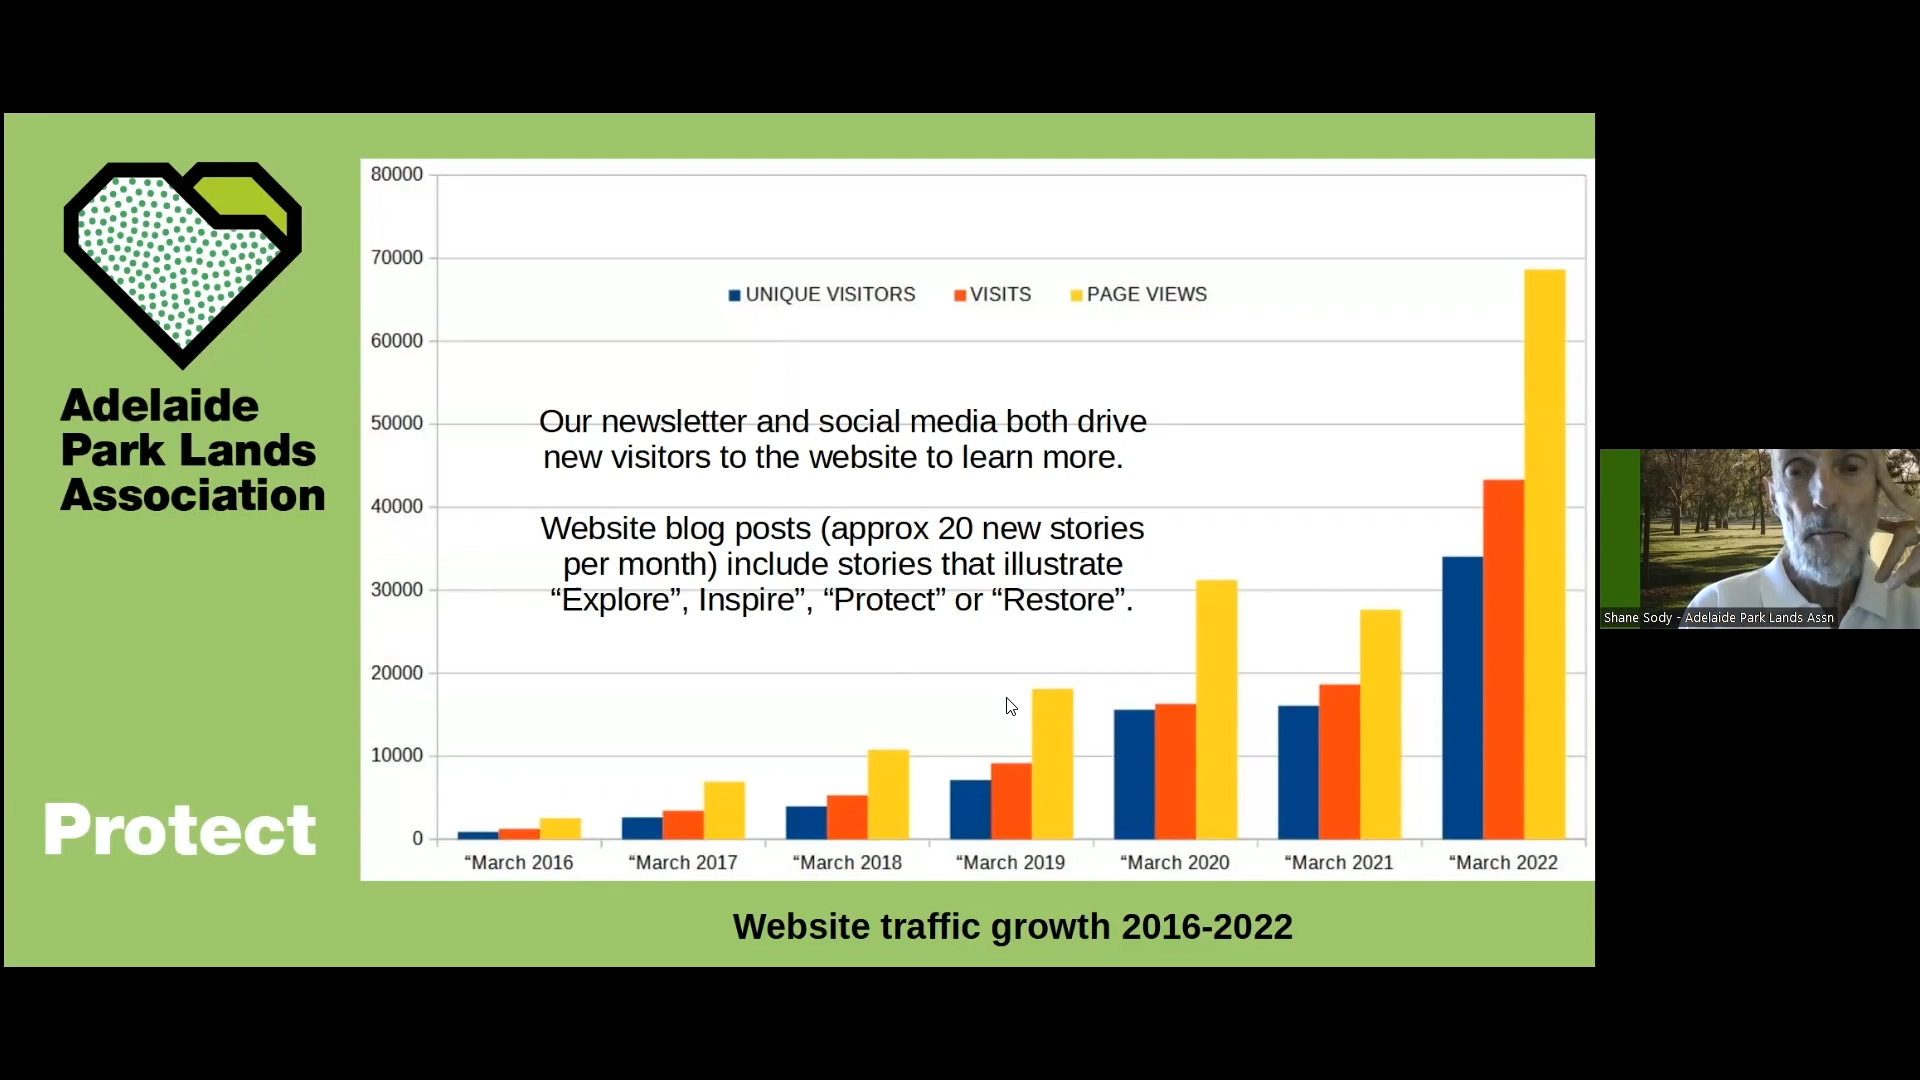 Adelaide
Park Lands
Association
Protect
80000
70000
60000
50000
40000
30000
20000
10000
0
UNIQUE VISITORS VISITS PAGE VIEWS
Our newsletter and social media both drive
new visitors to the website to learn more.
Website blog posts (approx 20 new stories
per month) include stories that illustrate
“Explore”, Inspire”, “Protect” or “Restore”.
“March 2016 “March 2017 “March 2018 “March 2019 “March 2020 “March 2021 “March 2022
Website traffic growth 2016-2022
Shane Sody - Adelaide Park Lands Assn